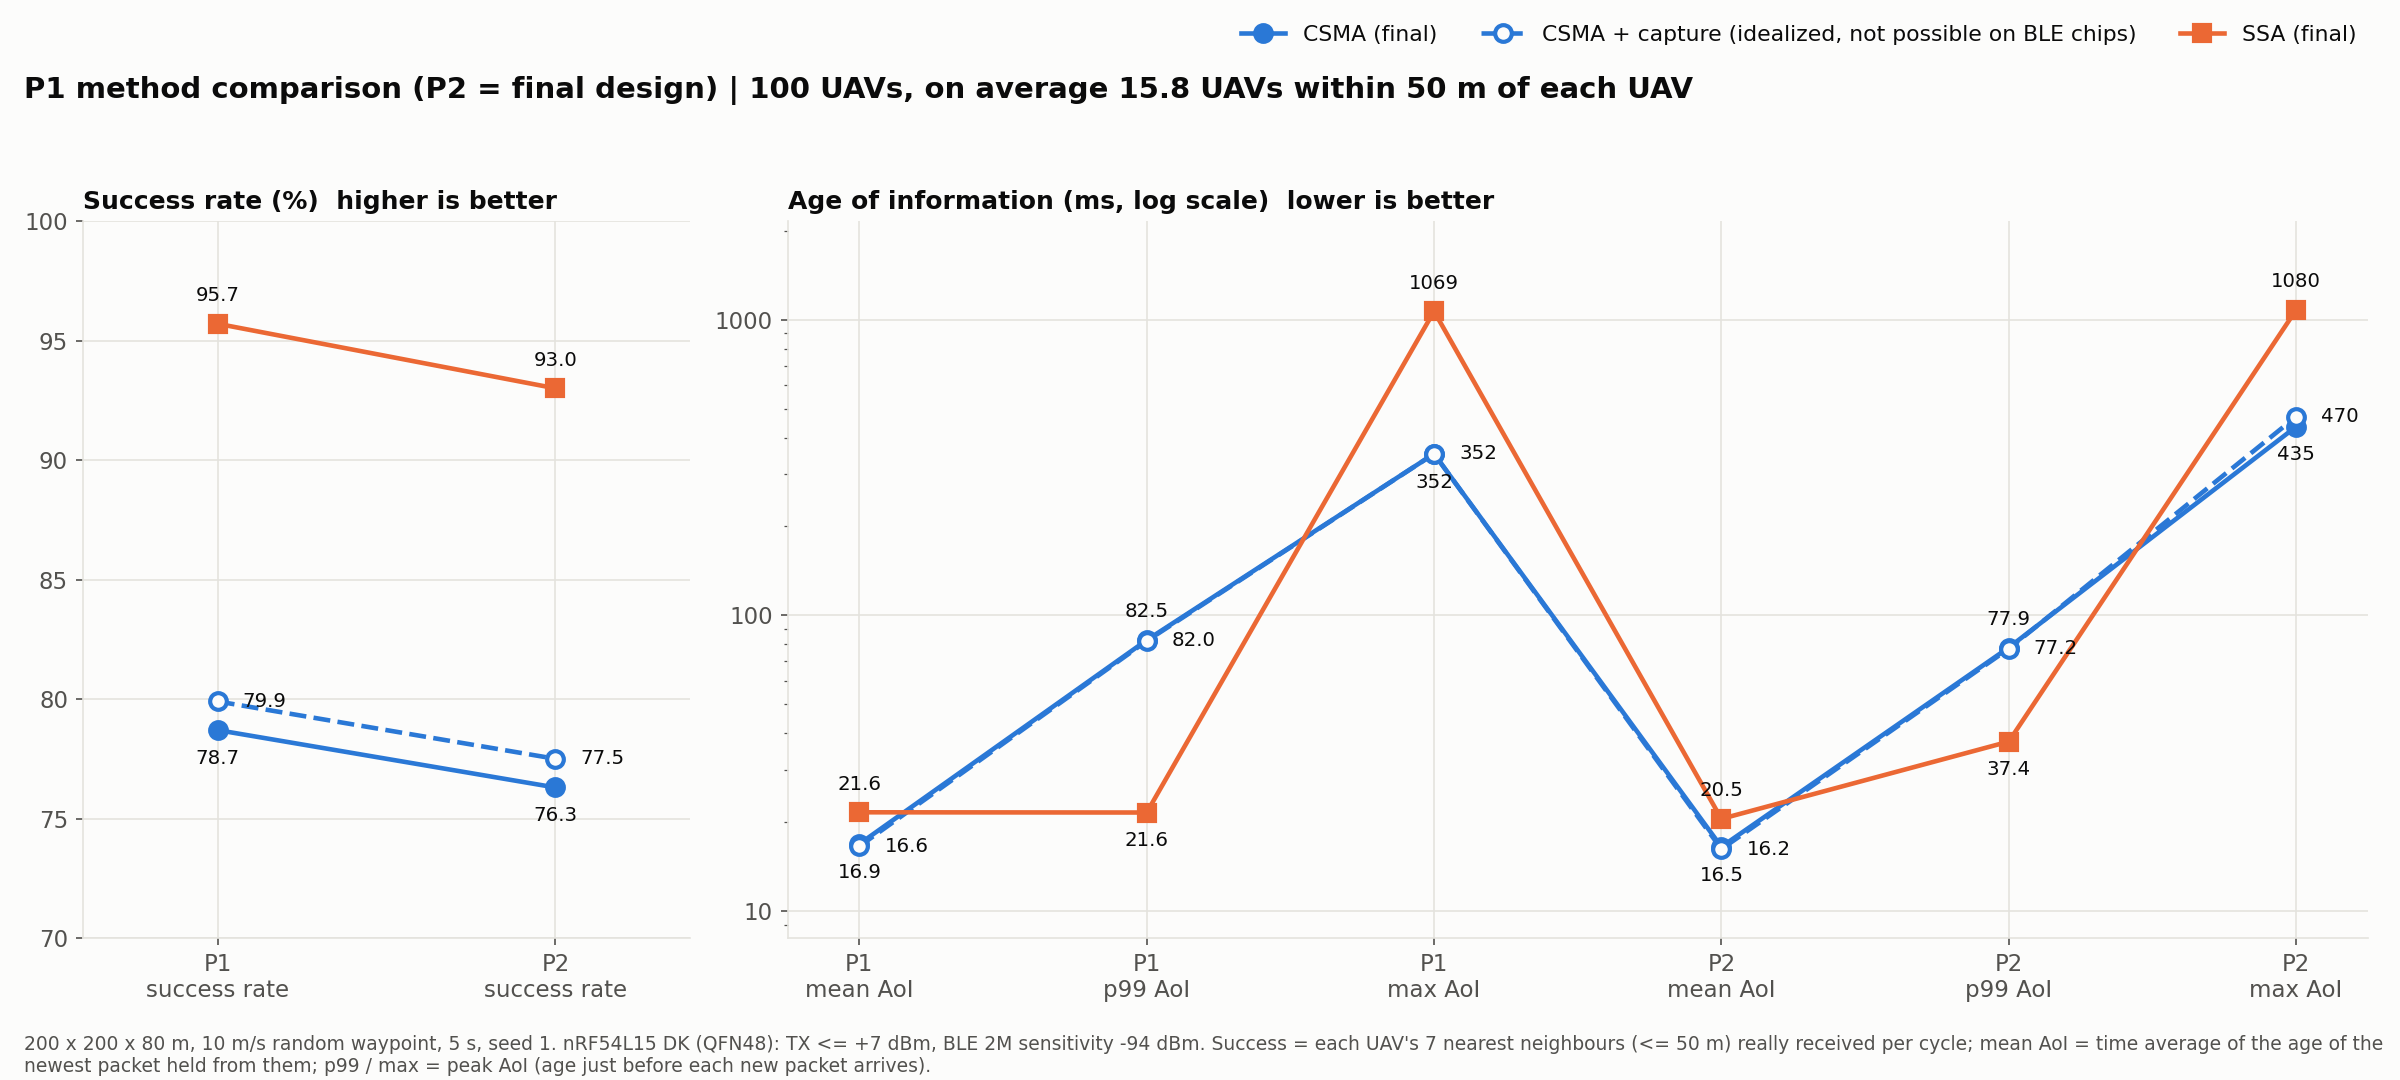 CSMA (final)
CSMA + capture (idealized, not possible on BLE chips)
SSA (final)
P1 method comparison (P2 = final design) | 100 UAVs, on average 15.8 UAVs within 50 m of each UAV
Success rate (%)  higher is better
100
95
90
85
80
75
70
95.7
93.0
79.9
78.7
77.5
76.3
P1
success rate
P2
success rate
Age of information (ms, log scale)  lower is better
1000
100
10
21.6
16.6
16.9
82.5
82.0
21.6
1069
352
352
20.5
16.2
16.5
77.9
77.2
37.4
1080
470
435
P1
mean AoI
P1
p99 AoI
P1
max AoI
P2
mean AoI
P2
p99 AoI
P2
max AoI
200 x 200 x 80 m, 10 m/s random waypoint, 5 s, seed 1. nRF54L15 DK (QFN48): TX <= +7 dBm, BLE 2M sensitivity -94 dBm. Success = each UAV's 7 nearest neighbours (<= 50 m) really received per cycle; mean AoI = time average of the age of the
newest packet held from them; p99 / max = peak AoI (age just before each new packet arrives).